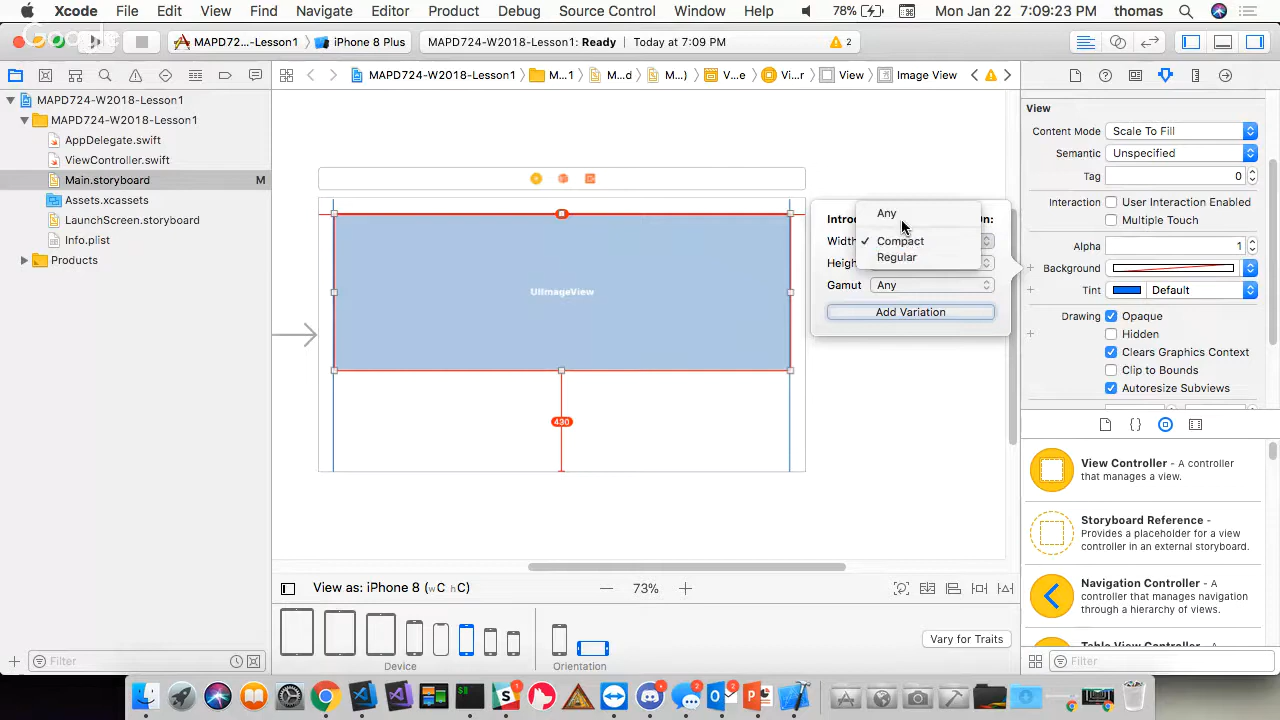 Xcode File Edit View Find Navigate Editor Product Debug Source Control Window Help 78% Mon Jan 22 7:09:23 PM thomas
Google
MAPD72...-Lesson1 iPhone 8 Plus MAPD724-W2018-Lesson1: Ready Today at 7:09 PM 2
MAPD724-W2018-Lesson1 M...1 M...d M...) V...e V...r View Image View
MAPD724-W2018-Lesson1
MAPD724-W2018-Lesson1
AppDelegate.swift
ViewController.swift
Main.storyboard M
Assets.xcassets
LaunchScreen.storyboard
Info.plist
Products
Filter
UIImageView
430
Introd n:
Width Compact
Any
Regular
Heigh
Gamut Any
Add Variation
View as: iPhone 8 (wC hC)
73%
Device
Orientation
Vary for Traits
View
Content Mode Scale To Fill
Semantic Unspecified
Tag 0
Interaction User Interaction Enabled
Multiple Touch
Alpha 1
Background
Tint Default
Drawing Opaque
Hidden
Clears Graphics Context
Clip to Bounds
Autoresize Subviews
View Controller - A controller
that manages a view.
Storyboard Reference -
Provides a placeholder for a view
controller in an external storyboard.
Navigation Controller - A
controller that manages navigation
through a hierarchy of views.
Table View Controller - A
Filter